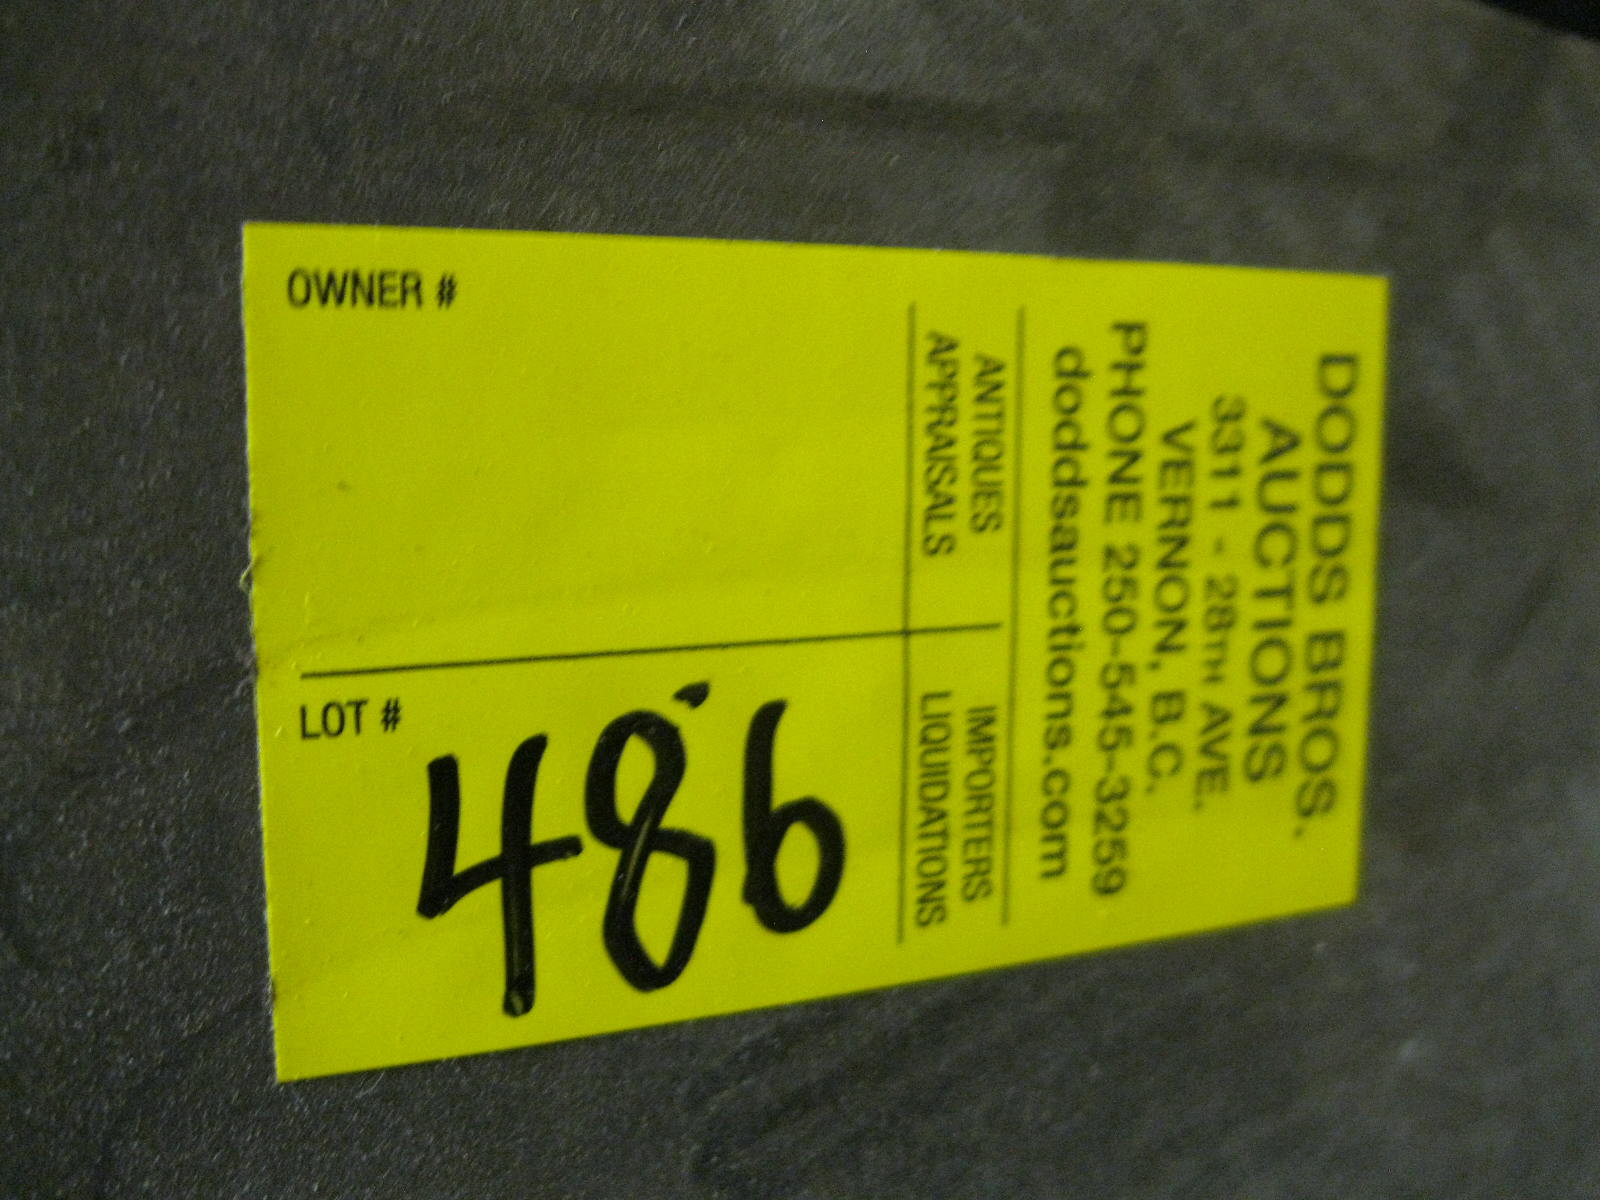 DODDS BROS.
AUCTIONS
3311 - 28TH AVE.
VERNON, B.C.
PHONE 250-545-3259
doddsauctions.com
ANTIQUES
APPRAISALS
IMPORTERS
LIQUIDATIONS
OWNER #
LOT #
486